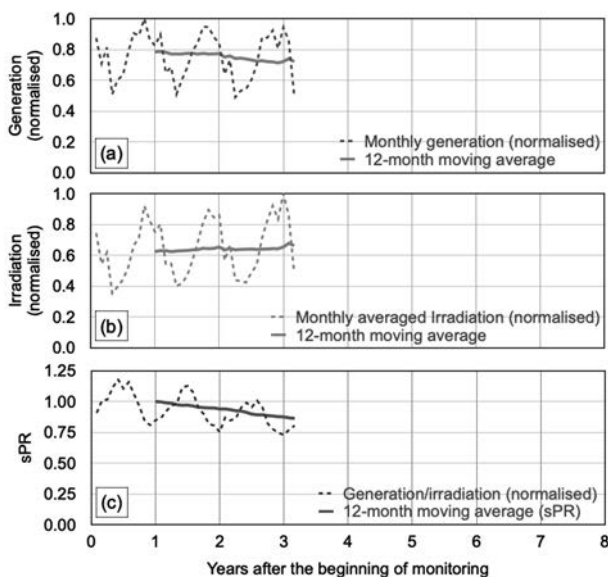 1.0
0.8
0.6
0.4
0.2
0.0
Generation
(normalised)
(a)
Monthly generation (normalised)
12-month moving average
1.0
0.8
0.6
0.4
0.2
0.0
Irradiation
(normalised)
(b)
Monthly averaged Irradiation (normalised)
12-month moving average
1.25
1.00
0.75
0.50
0.25
0.00
sPR
(c)
Generation/irradiation (normalised)
12-month moving average (sPR)
0 1 2 3 4 5 6 7 8
Years after the beginning of monitoring